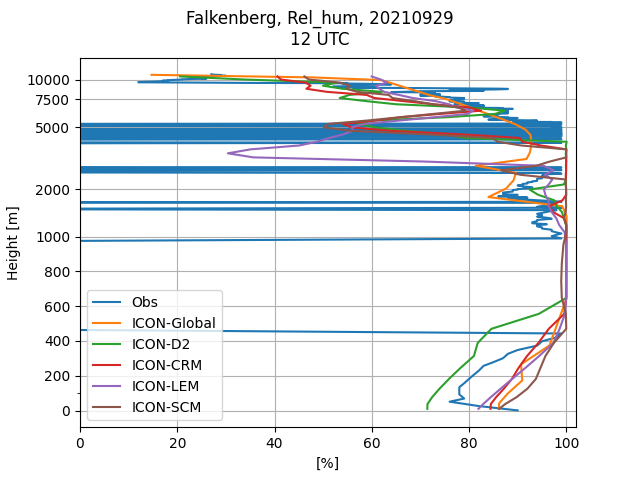 Falkenberg, Rel_hum, 20210929
12 UTC
10000
7500
5000
2000
1000
800
600
400
200
0
Height [m]
Obs
ICON-Global
ICON-D2
ICON-CRM
ICON-LEM
ICON-SCM
0 20 40 60 80 100
[%]